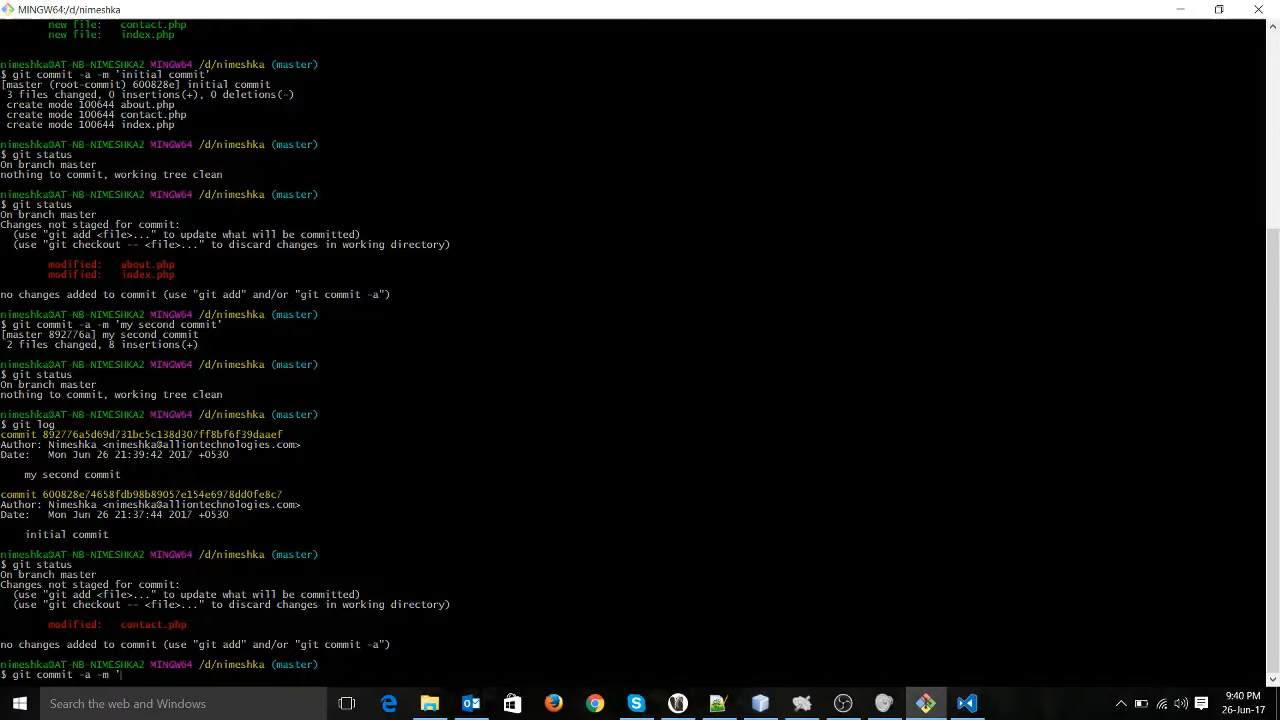 MINGW64:/d/nimeshka
new file:   contact.php
new file:   index.php
nimeshka@AT-NB-NIMESHKA2 MINGW64 /d/nimeshka (master)
$ git commit -a -m 'initial commit'
[master (root-commit) 600828e] initial commit
3 files changed, 0 insertions(+), 0 deletions(-)
create mode 100644 about.php
create mode 100644 contact.php
create mode 100644 index.php
nimeshka@AT-NB-NIMESHKA2 MINGW64 /d/nimeshka (master)
$ git status
On branch master
nothing to commit, working tree clean
nimeshka@AT-NB-NIMESHKA2 MINGW64 /d/nimeshka (master)
$ git status
On branch master
Changes not staged for commit:
(use "git add <file>..." to update what will be committed)
(use "git checkout -- <file>..." to discard changes in working directory)
modified:   about.php
modified:   index.php
no changes added to commit (use "git add" and/or "git commit -a")
nimeshka@AT-NB-NIMESHKA2 MINGW64 /d/nimeshka (master)
$ git commit -a -m 'my second commit'
[master 892776a] my second commit
2 files changed, 8 insertions(+)
nimeshka@AT-NB-NIMESHKA2 MINGW64 /d/nimeshka (master)
$ git status
On branch master
nothing to commit, working tree clean
nimeshka@AT-NB-NIMESHKA2 MINGW64 /d/nimeshka (master)
$ git log
commit 892776a5d69d731bc5c138d307ff8bf6f39daaef
Author: Nimeshka <nimeshka@alliontechnologies.com>
Date:   Mon Jun 26 21:39:42 2017 +0530
my second commit
commit 600828e74658fdb98b89057e154e6978dd0fe8c7
Author: Nimeshka <nimeshka@alliontechnologies.com>
Date:   Mon Jun 26 21:37:44 2017 +0530
initial commit
nimeshka@AT-NB-NIMESHKA2 MINGW64 /d/nimeshka (master)
$ git status
On branch master
Changes not staged for commit:
(use "git add <file>..." to update what will be committed)
(use "git checkout -- <file>..." to discard changes in working directory)
modified:   contact.php
no changes added to commit (use "git add" and/or "git commit -a")
nimeshka@AT-NB-NIMESHKA2 MINGW64 /d/nimeshka (master)
$ git commit -a -m '
Search the web and Windows
9:40 PM
26-Jun-17